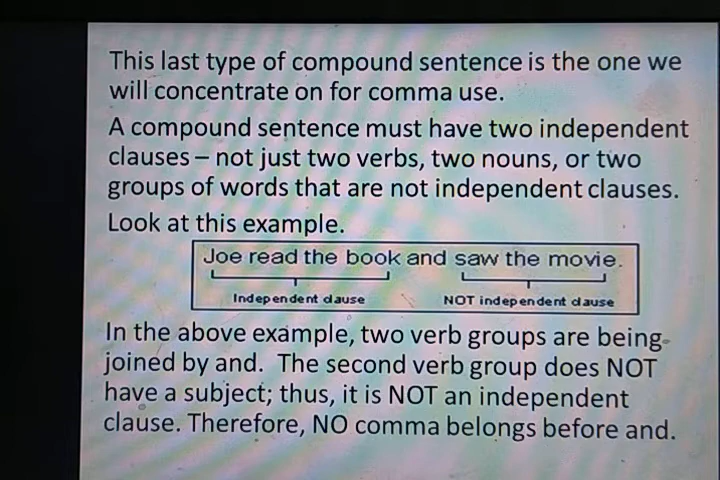 This last type of compound sentence is the one we
will concentrate on for comma use.
A compound sentence must have two independent
clauses – not just two verbs, two nouns, or two
groups of words that are not independent clauses.
Look at this example.
Joe read the book and saw the movie.
Independent clause NOT independent clause
In the above example, two verb groups are being
joined by and. The second verb group does NOT
have a subject; thus, it is NOT an independent
clause. Therefore, NO comma belongs before and.